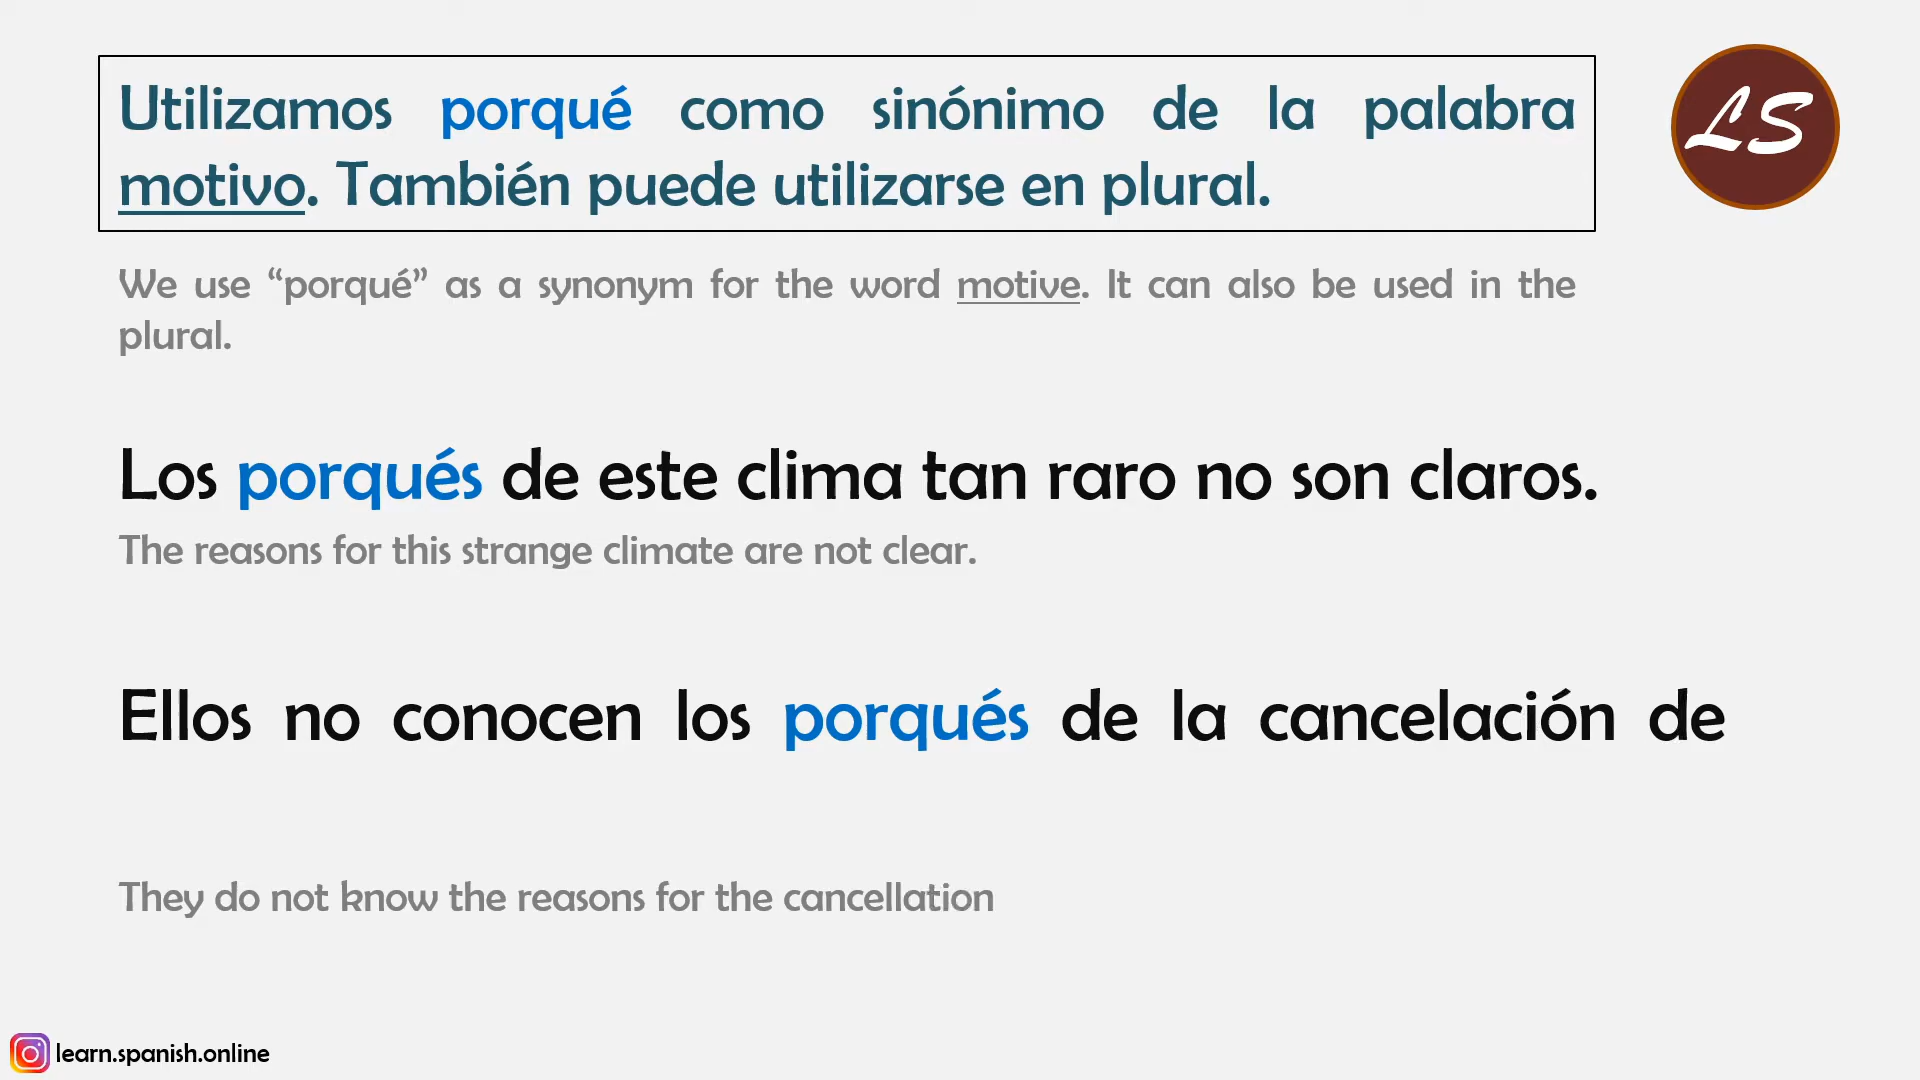 Utilizamos porqué como sinónimo de la palabra
motivo. También puede utilizarse en plural.
LS
We use “porqué” as a synonym for the word motive. It can also be used in the
plural.
Los porqués de este clima tan raro no son claros.
The reasons for this strange climate are not clear.
Ellos no conocen los porqués de la cancelación de
They do not know the reasons for the cancellation
learn.spanish.online